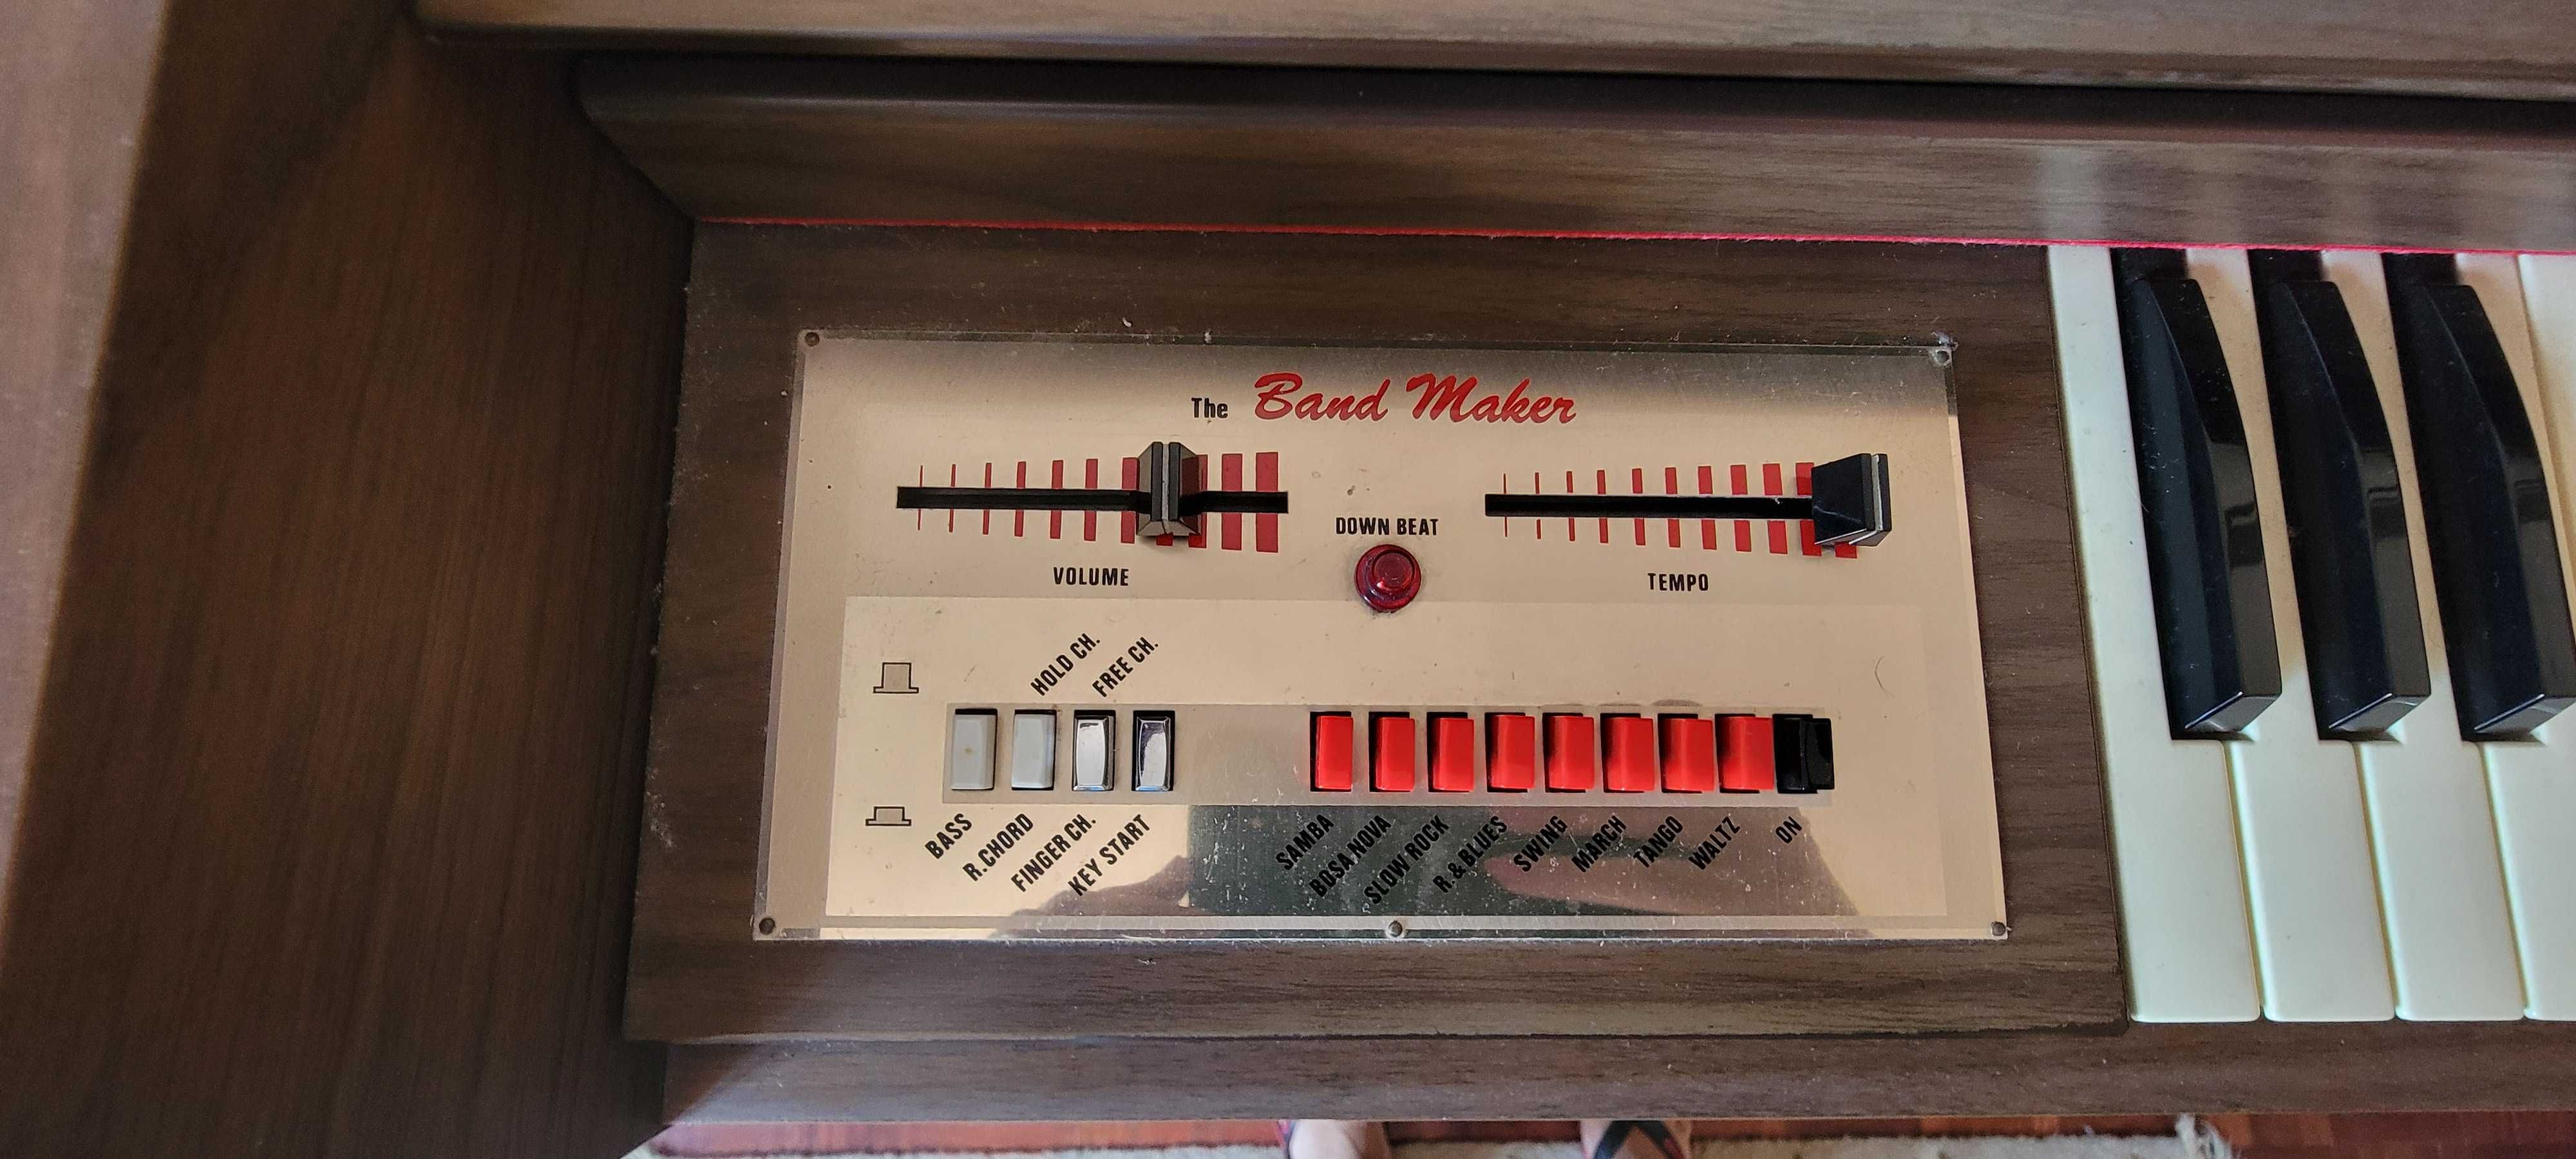 The Band Maker
DOWN BEAT
VOLUME
TEMPO
HOLD CH.
FREE CH.
BASS
R.CHORD
FINGER CH.
KEY START
SAMBA
BOSA NOVA
SLOW ROCK
R.&BLUES
SWING
MARCH
TANGO
WALTZ
ON